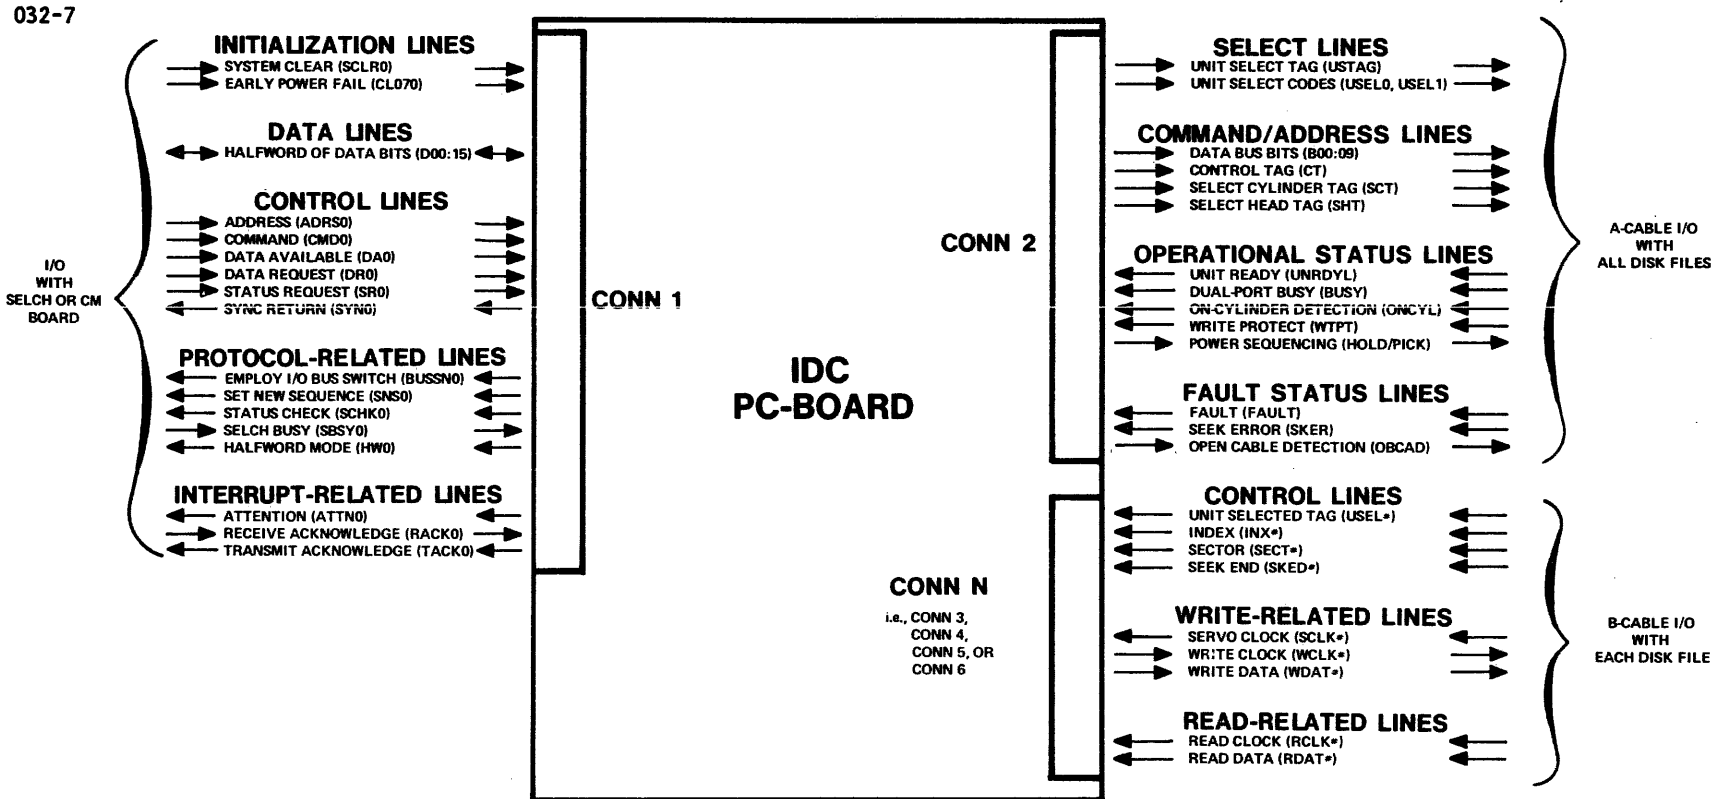 032-7
INITIALIZATION LINES
SYSTEM CLEAR (SCLR0)
EARLY POWER FAIL (CL070)
DATA LINES
HALFWORD OF DATA BITS (D00:15)
CONTROL LINES
ADDRESS (ADRS0)
COMMAND (CMD0)
DATA AVAILABLE (DA0)
DATA REQUEST (DR0)
STATUS REQUEST (SR0)
SYNC RETURN (SYN0)
PROTOCOL-RELATED LINES
EMPLOY I/O BUS SWITCH (BUSSN0)
SET NEW SEQUENCE (SNS0)
STATUS CHECK (SCHK0)
SELCH BUSY (SBSY0)
HALFWORD MODE (HW0)
INTERRUPT-RELATED LINES
ATTENTION (ATTN0)
RECEIVE ACKNOWLEDGE (RACK0)
TRANSMIT ACKNOWLEDGE (TACK0)
I/O
WITH
SELCH OR CM
BOARD
CONN 1
IDC
PC-BOARD
CONN 2
CONN N
i.e., CONN 3,
CONN 4,
CONN 5, OR
CONN 6
SELECT LINES
UNIT SELECT TAG (USTAG)
UNIT SELECT CODES (USEL0, USEL1)
COMMAND/ADDRESS LINES
DATA BUS BITS (B00:09)
CONTROL TAG (CT)
SELECT CYLINDER TAG (SCT)
SELECT HEAD TAG (SHT)
OPERATIONAL STATUS LINES
UNIT READY (UNRDYL)
DUAL-PORT BUSY (BUSY)
ON-CYLINDER DETECTION (ONCYL)
WRITE PROTECT (WTPT)
POWER SEQUENCING (HOLD/PICK)
FAULT STATUS LINES
FAULT (FAULT)
SEEK ERROR (SKER)
OPEN CABLE DETECTION (OBCAD)
A-CABLE I/O
WITH
ALL DISK FILES
CONTROL LINES
UNIT SELECTED TAG (USEL*)
INDEX (INX*)
SECTOR (SECT*)
SEEK END (SKED*)
WRITE-RELATED LINES
SERVO CLOCK (SCLK*)
WRITE CLOCK (WCLK*)
WRITE DATA (WDAT*)
READ-RELATED LINES
READ CLOCK (RCLK*)
READ DATA (RDAT*)
B-CABLE I/O
WITH
EACH DISK FILE